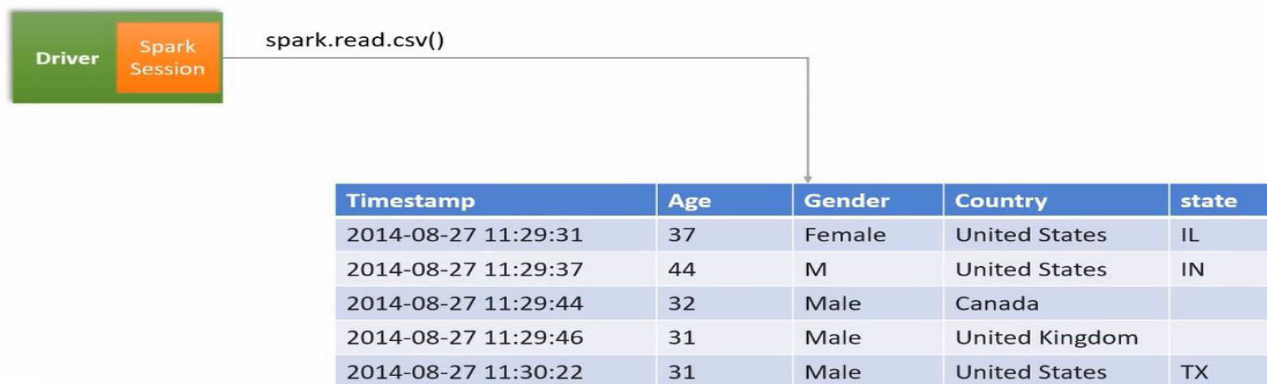 Driver
Spark
Session
spark.read.csv()
Timestamp Age Gender Country state
2014-08-27 11:29:31 37 Female United States IL
2014-08-27 11:29:37 44 M United States IN
2014-08-27 11:29:44 32 Male Canada
2014-08-27 11:29:46 31 Male United Kingdom
2014-08-27 11:30:22 31 Male United States TX